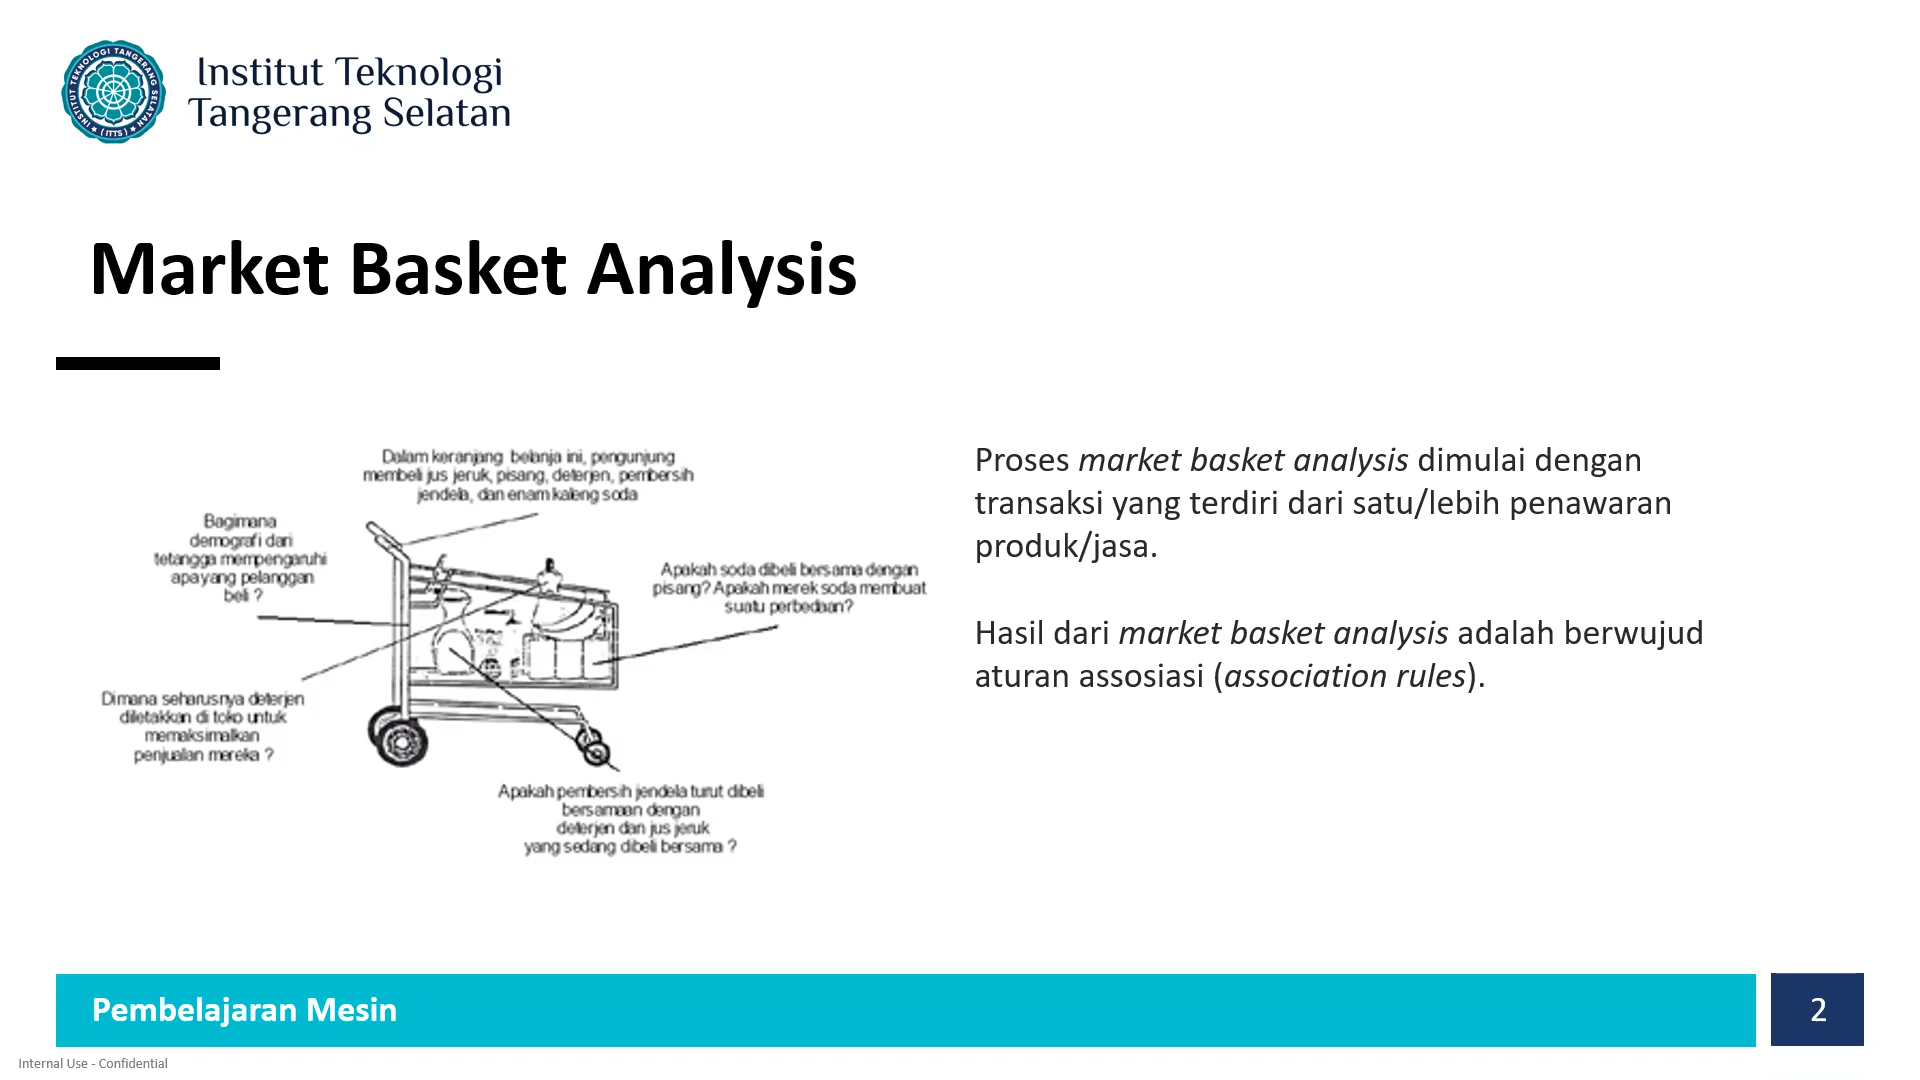 INSTITUT TEKNOLOGI TANGERANG SELATAN
(ITTS)
Institut Teknologi
Tangerang Selatan
Market Basket Analysis
Dalam keranjang belanja ini, pengunjung
membeli jus jeruk, pisang, deterjen, pembersih
jendela, dan enam kaleng soda
Bagimana
demografi dari
tetangga mempengaruhi
apa yang pelanggan
beli ?
Apakah soda dibeli bersama dengan
pisang? Apakah merek soda membuat
suatu perbedaan?
Dimana seharusnya deterjen
diletakkan di toko untuk
memaksimalkan
penjualan mereka ?
Apakah pembersih jendela turut dibeli
bersamaan dengan
deterjen dan jus jeruk
yang sedang dibeli bersama ?
Proses market basket analysis dimulai dengan
transaksi yang terdiri dari satu/lebih penawaran
produk/jasa.
Hasil dari market basket analysis adalah berwujud
aturan assosiasi (association rules).
Pembelajaran Mesin
2
Internal Use - Confidential